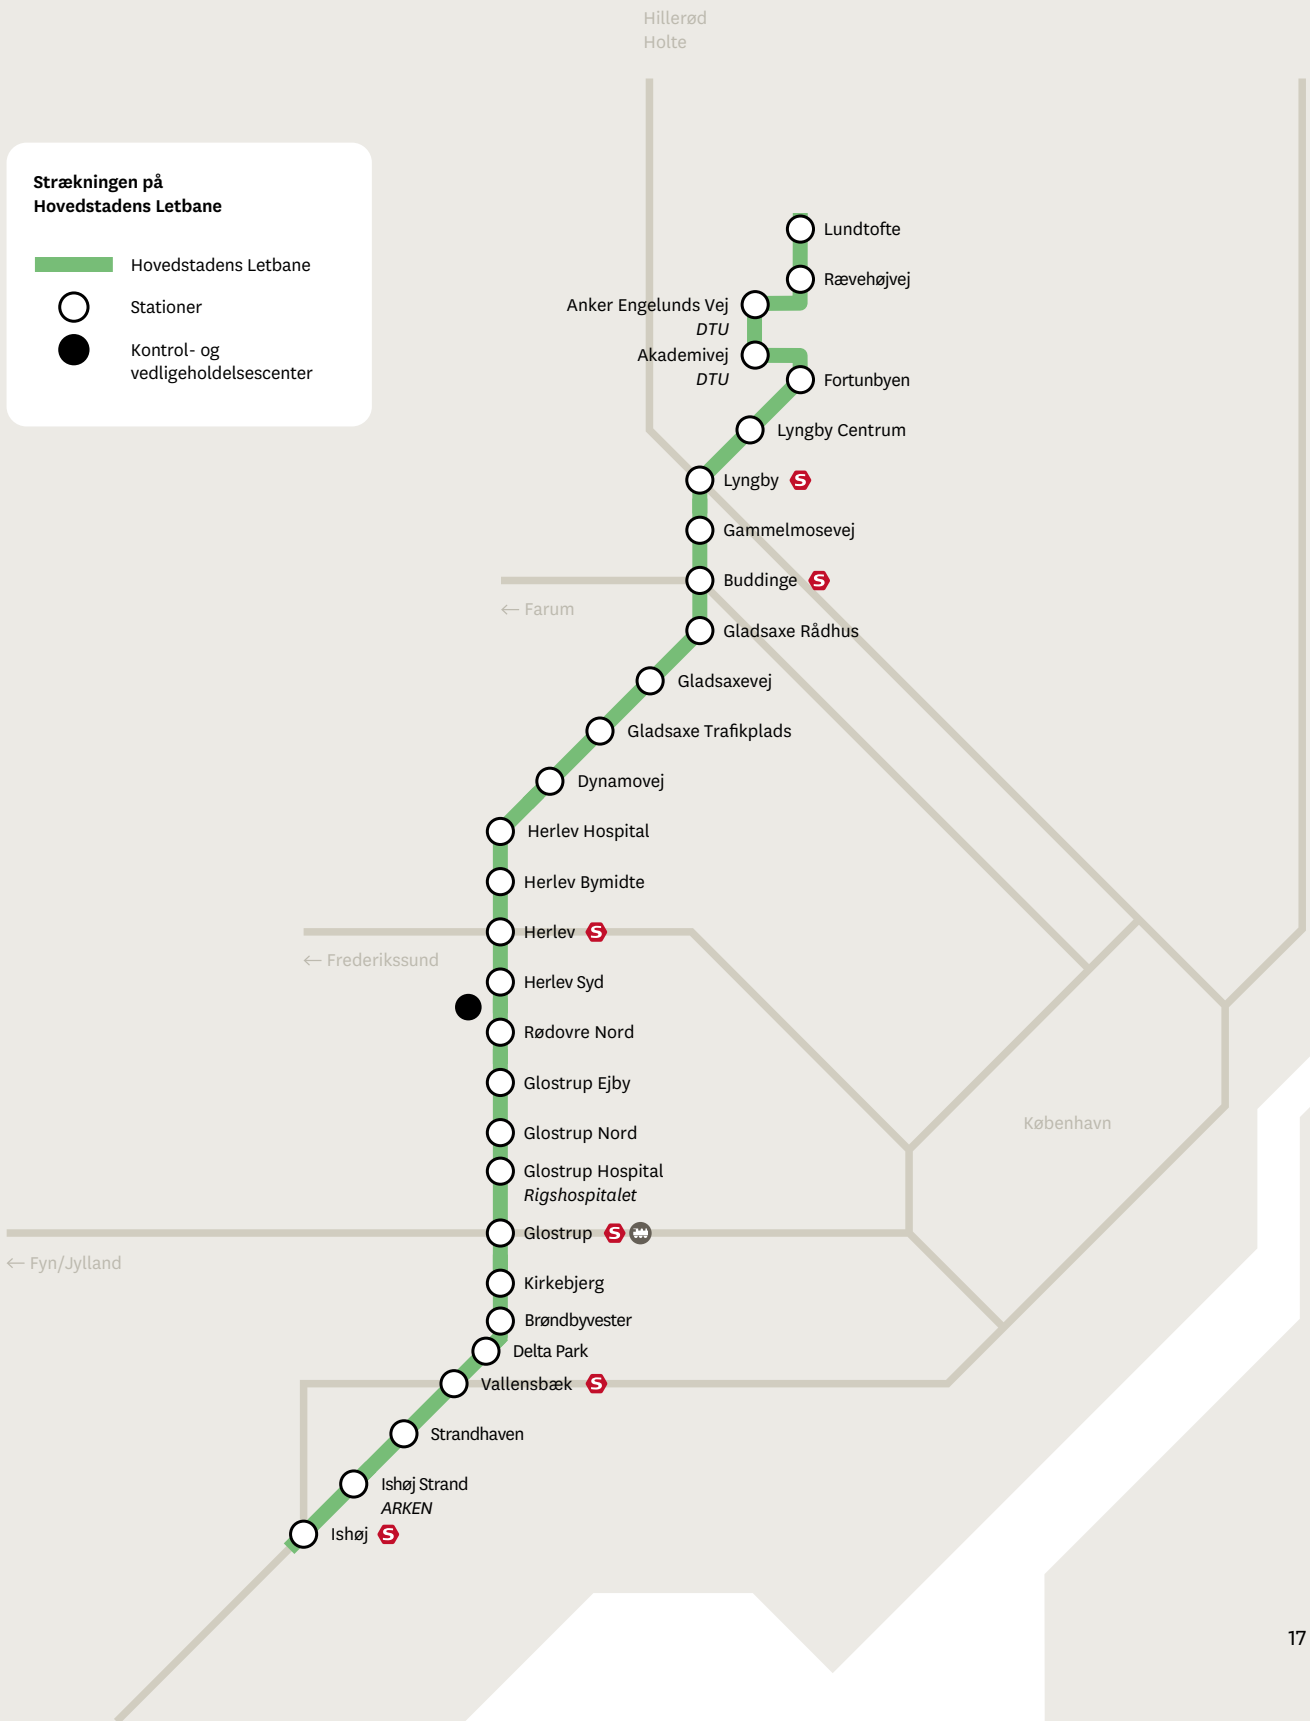 Hillerød
Holte
Strækningen på
Hovedstadens Letbane
Hovedstadens Letbane
Stationer
Kontrol- og
vedligeholdelsescenter
Lundtofte
Rævehøjvej
Anker Engelunds Vej
DTU
Akademivej
DTU
Fortunbyen
Lyngby Centrum
Lyngby S
Gammelmosevej
Buddinge S
← Farum
Gladsaxe Rådhus
Gladsaxevej
Gladsaxe Trafikplads
Dynamovej
Herlev Hospital
Herlev Bymidte
Herlev S
← Frederikssund
Herlev Syd
Rødovre Nord
Glostrup Ejby
København
Glostrup Nord
Glostrup Hospital
Rigshospitalet
Glostrup S
← Fyn/Jylland
Kirkebjerg
Brøndbyvester
Delta Park
Vallensbæk S
Strandhaven
Ishøj Strand
ARKEN
Ishøj S
17